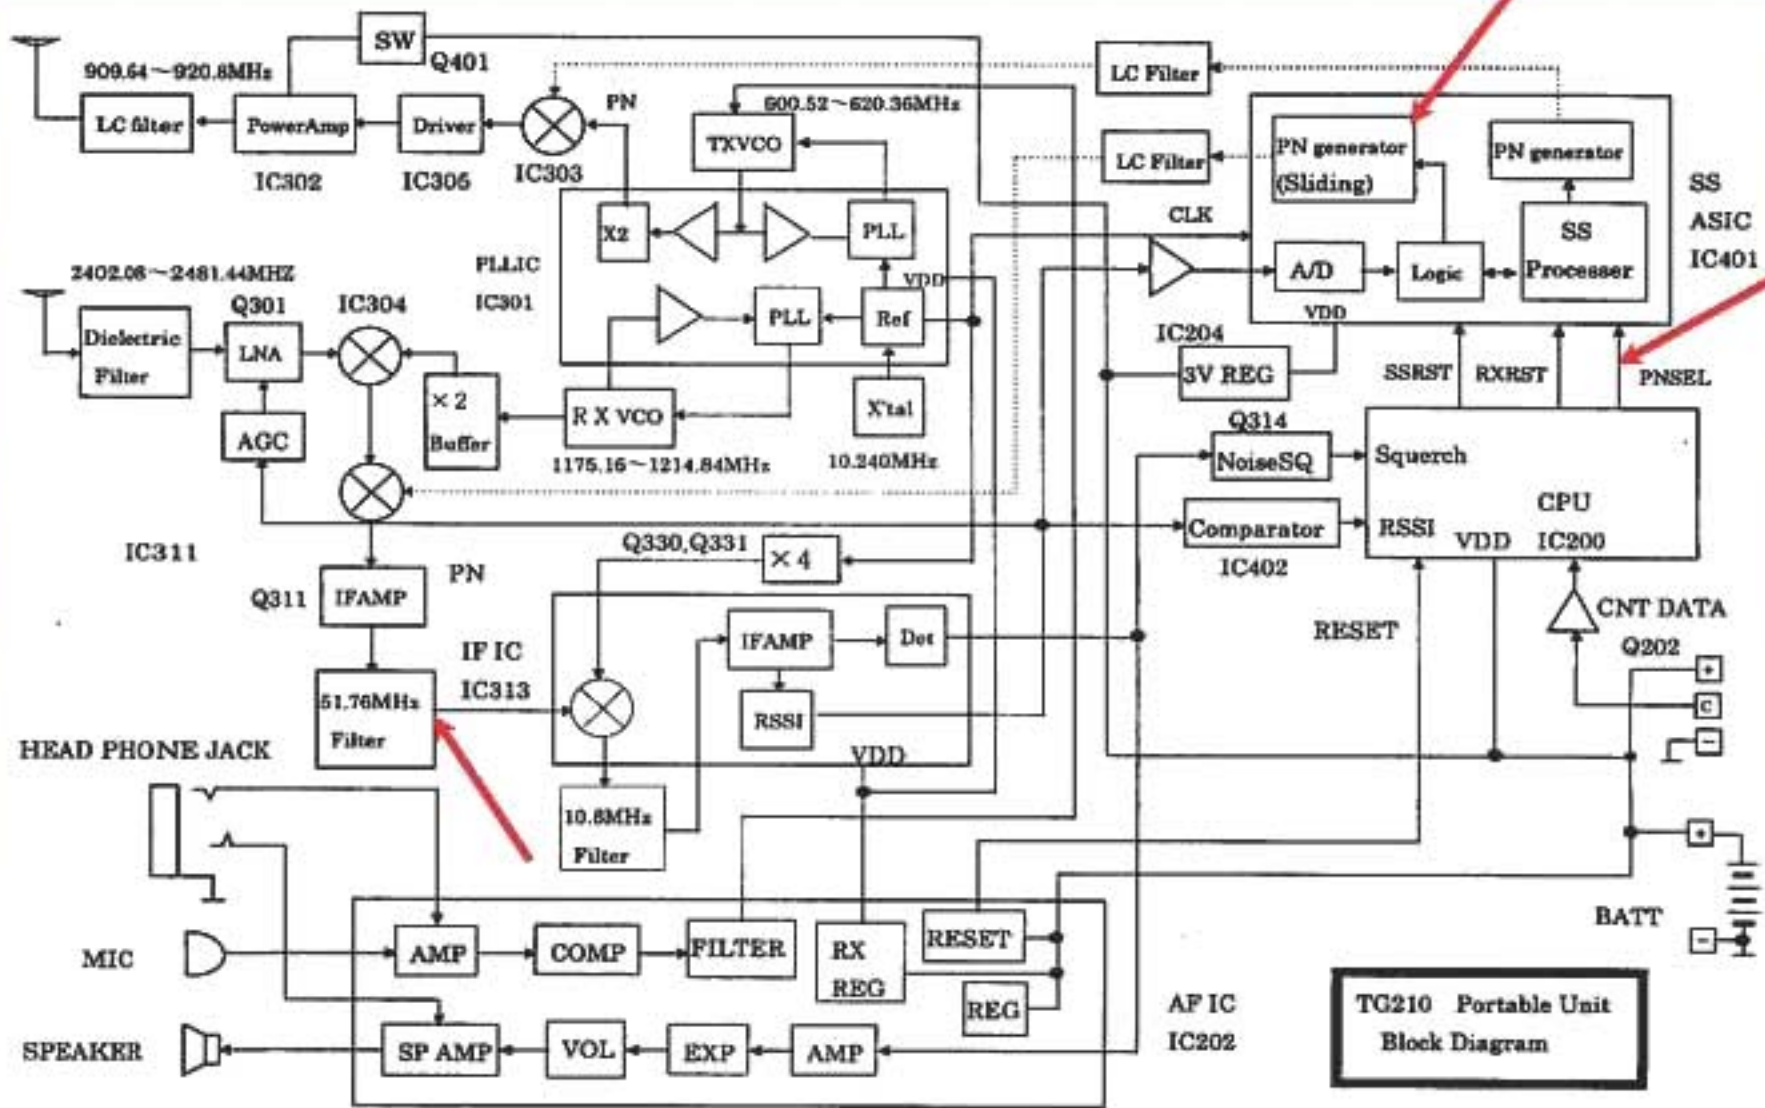 SW
Q401
909.64~920.8MHz
LC filter
PowerAmp
Driver
PN
IC302
IC305
IC303
600.52~620.36MHz
TXVCO
LC Filter
LC Filter
PN generator
(Sliding)
PN generator
SS
ASIC
IC401
CLK
X2
PLL
PLLIC
IC301
VDD
A/D
Logic
SS
Processer
VDD
2402.08~2481.44MHZ
Q301
IC304
Dielectric
Filter
LNA
AGC
×2
Buffer
PLL
Ref
R X VCO
X'tal
1175.16~1214.84MHz
10.240MHz
IC204
3V REG
SSRST
RXRST
PNSEL
Q314
NoiseSQ
Squerch
Comparator
IC402
RSSI
VDD
CPU
IC200
IC311
Q330,Q331
×4
Q311
IFAMP
PN
51.76MHz
Filter
IF IC
IC313
IFAMP
Det
RSSI
VDD
10.8MHz
Filter
RESET
CNT DATA
Q202
+
C
-
HEAD PHONE JACK
MIC
SPEAKER
AMP
COMP
FILTER
RX
REG
RESET
REG
SP AMP
VOL
EXP
AMP
AF IC
IC202
+
BATT
-
TG210 Portable Unit
Block Diagram